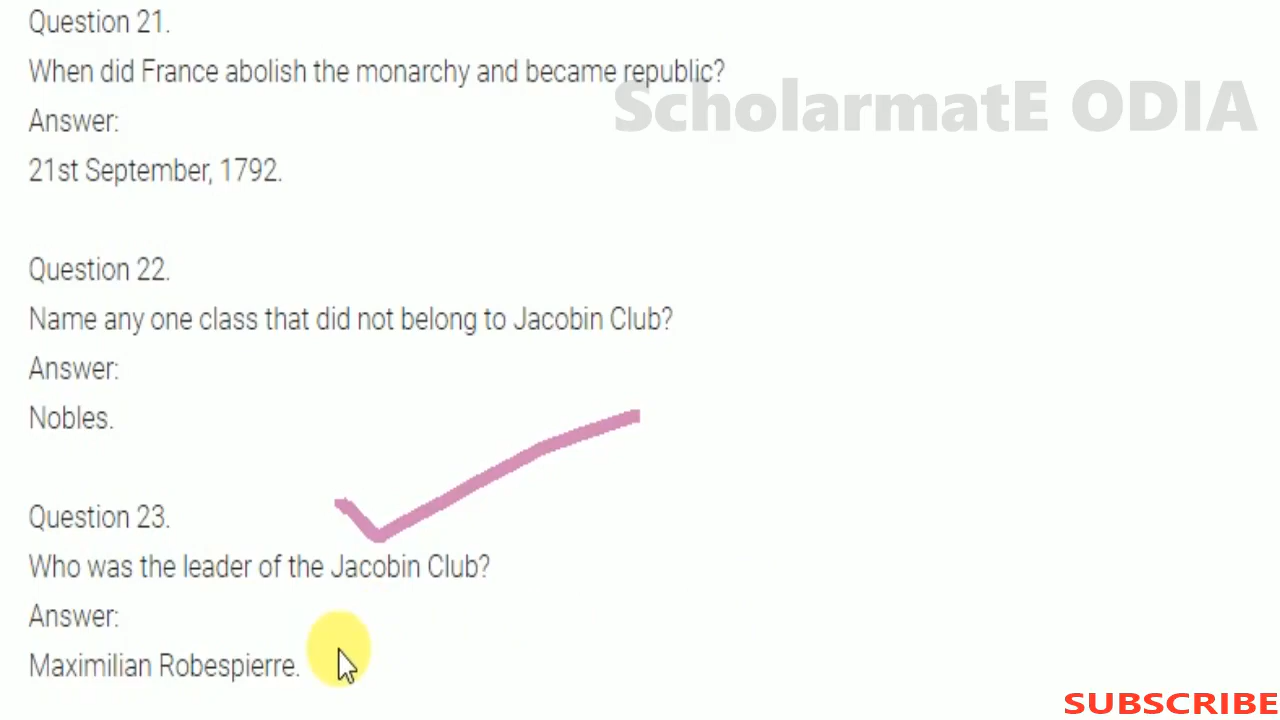 Question 21.
When did France abolish the monarchy and became republic?
ScholarmatE ODIA
Answer:
21st September, 1792.
Question 22.
Name any one class that did not belong to Jacobin Club?
Answer:
Nobles.
Question 23.
Who was the leader of the Jacobin Club?
Answer:
Maximilian Robespierre.
SUBSCRIBE